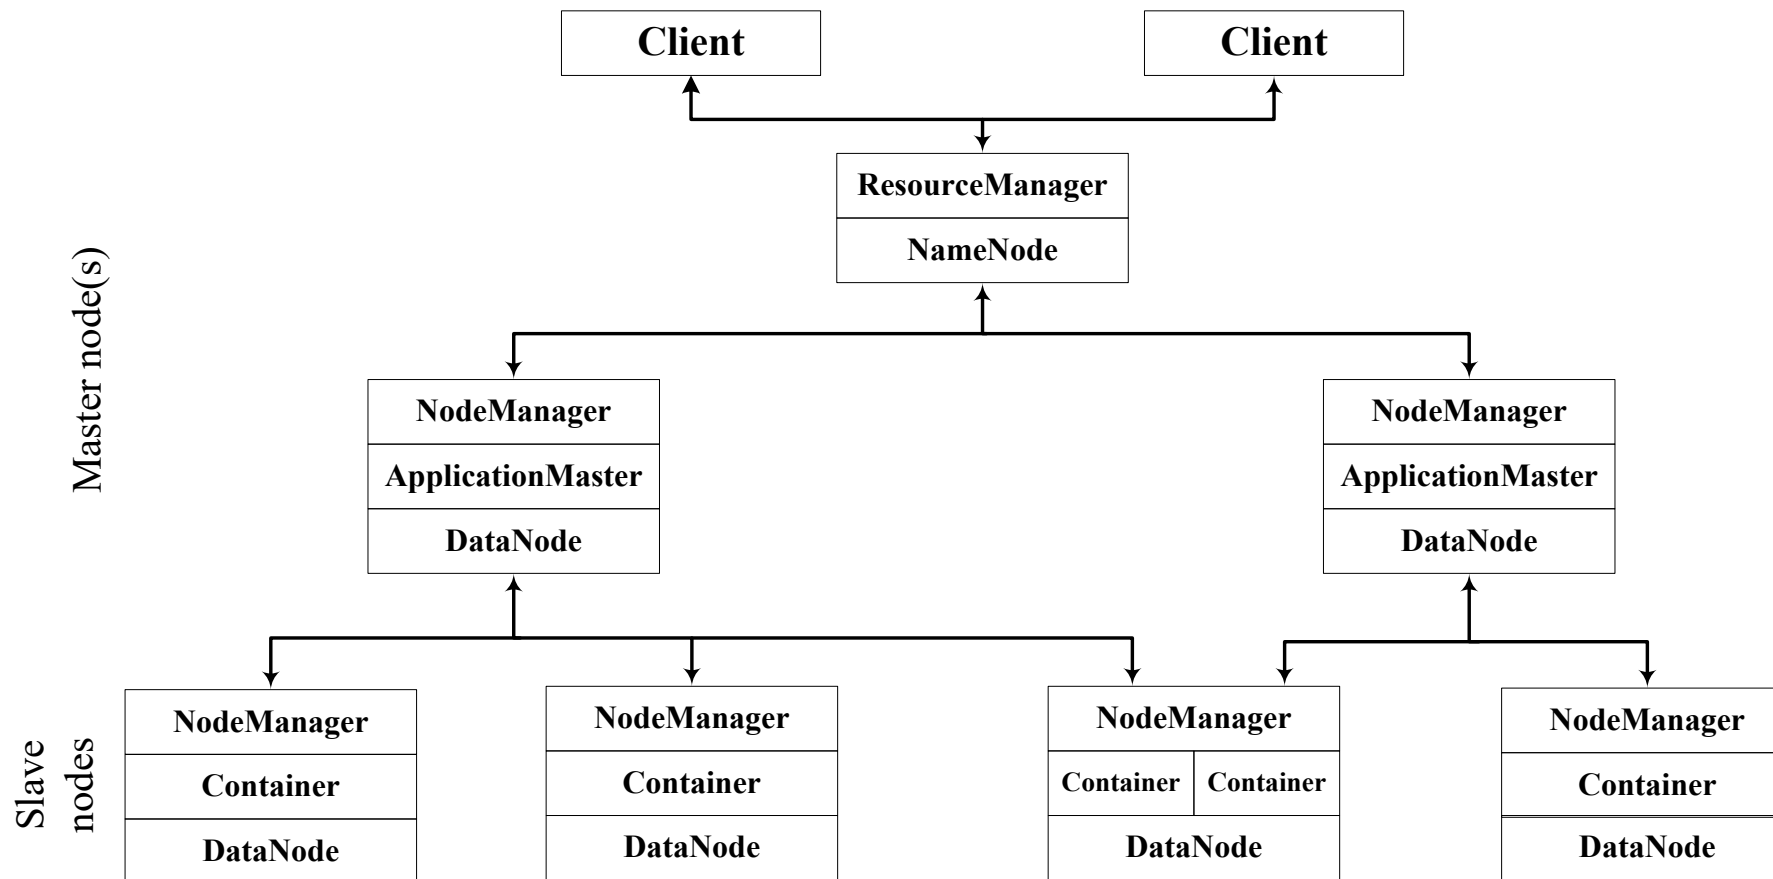 Client
Client
ResourceManager
NameNode
Master node(s)
NodeManager
ApplicationMaster
DataNode
NodeManager
ApplicationMaster
DataNode
Slave
nodes
NodeManager
Container
DataNode
NodeManager
Container
DataNode
NodeManager
Container
Container
DataNode
NodeManager
Container
DataNode